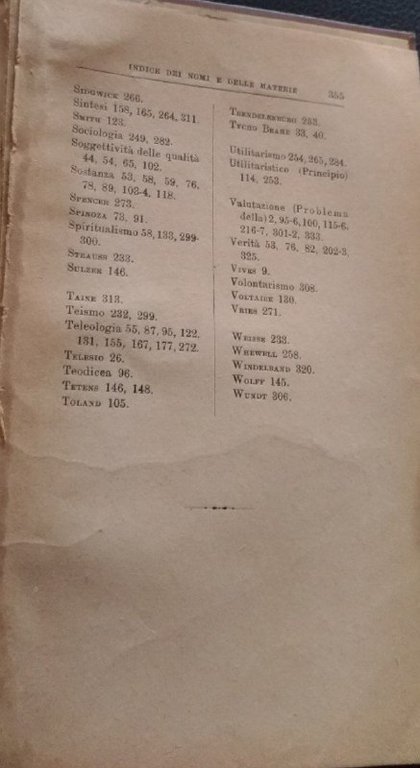 INDICE DEI NOMI E DELLE MATERIE 355
SIDGWICK 266.
Sintesi 158, 165, 264, 311.
SMITH 123.
Sociologia 249, 282.
Soggettività delle qualità
44, 54, 65, 102.
Sostanza 53, 58, 59, 76,
78, 89, 103-4, 118.
SPENCER 273.
SPINOZA 73, 91.
Spiritualismo 58, 133, 299-
300.
STRAUSS 233.
SULZER 146.
TAINE 313.
Teismo 232, 299.
Teleologia 55, 87, 95, 122,
131, 155, 167, 177, 272.
TELESIO 26.
Teodicea 96.
TETENS 146, 148.
TOLAND 105.
TRENDELENBURG 253.
TYCHO BRAHE 33, 40.
Utilitarismo 254, 265, 284.
Utilitaristico (Principio)
114, 253.
Valutazione (Problema
della) 2, 95-6, 100, 115-6,
216-7, 301-2, 333.
Verità 53, 76, 82, 202-3,
325.
VIVES 9.
Volontarismo 308.
VOLTAIRE 130.
VRIES 271.
WEISSE 233.
WHEWELL 258.
WINDELBAND 320.
WOLFF 145.
WUNDT 306.